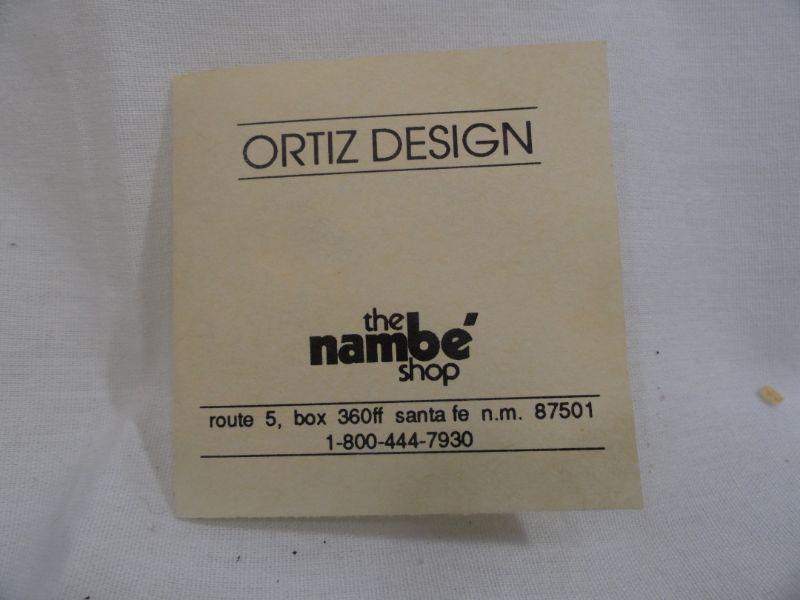 ORTIZ DESIGN
the
nambé
shop
route 5, box 360ff santa fe n.m. 87501
1-800-444-7930